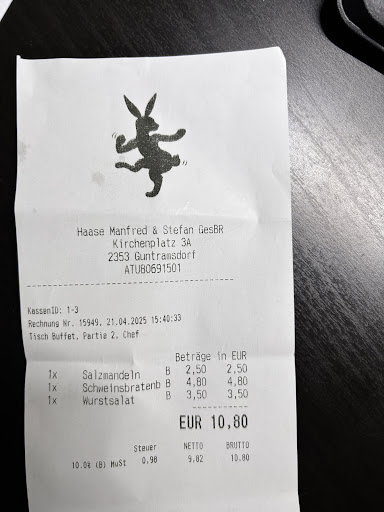 Haase Manfred & Stefan GesBR
Kirchenplatz 3A
2353 Guntramsdorf
ATU80691501
KassenID: 1-3
Rechnung Nr. 15949, 21.04.2025 15:40:33
Tisch Buffet, Partie 2, Chef
Beträge in EUR
1x Salzmandeln B 2,50 2,50
1x Schweinsbratenb B 4,80 4,80
1x Wurstsalat B 3,50 3,50
EUR 10,80
Steuer NETTO BRUTTO
10.0% (B) MwSt 0.98 9.82 10.80